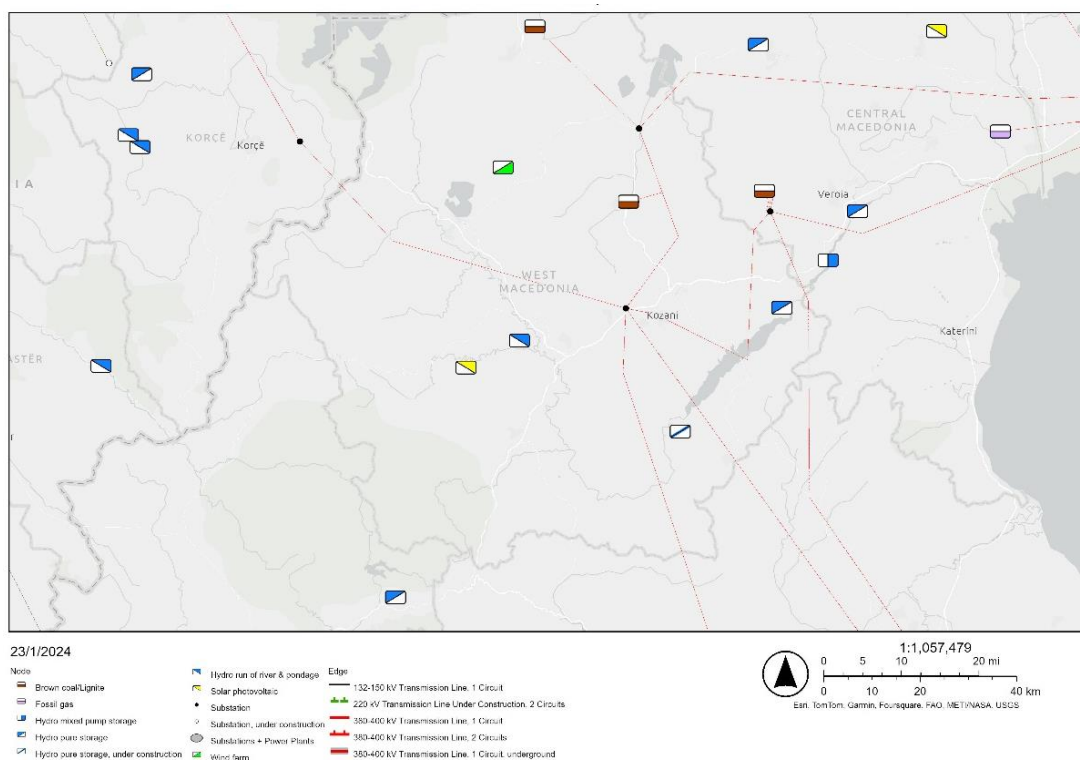 CENTRAL
MACEDONIA
KORÇË
Korçë
I A
Veroia
WEST
MACEDONIA
Kozani
Katerini
ASTËR
23/1/2024
Node
Brown coal/Lignite
Fossil gas
Hydro mixed pump storage
Hydro pure storage
Hydro pure storage, under construction
Hydro run of river & pondage
Solar photovoltaic
Substation
Substation, under construction
Substations + Power Plants
Wind farm
Edge
132-150 kV Transmission Line, 1 Circuit
220 kV Transmission Line Under Construction, 2 Circuits
380-400 kV Transmission Line, 1 Circuit
380-400 kV Transmission Line, 2 Circuits
380-400 kV Transmission Line, 1 Circuit, underground
1:1,057,479
0 5 10 20 mi
0 10 20 40 km
Esri, TomTom, Garmin, Foursquare, FAO, METI/NASA, USGS